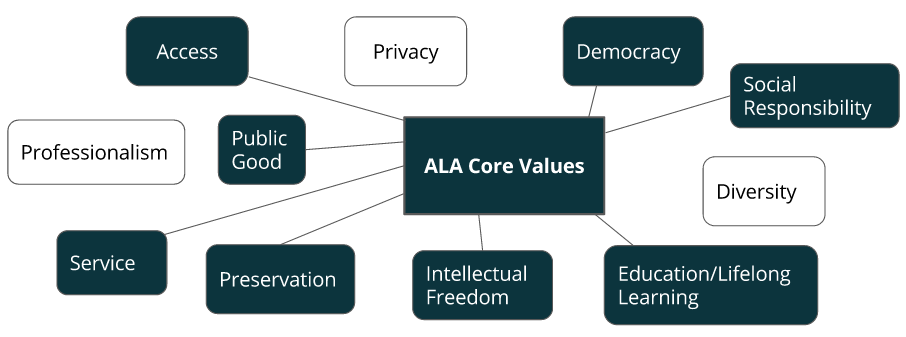 Access
Privacy
Democracy
Social
Responsibility
Professionalism
Public
Good
ALA Core Values
Diversity
Service
Preservation
Intellectual
Freedom
Education/Lifelong
Learning